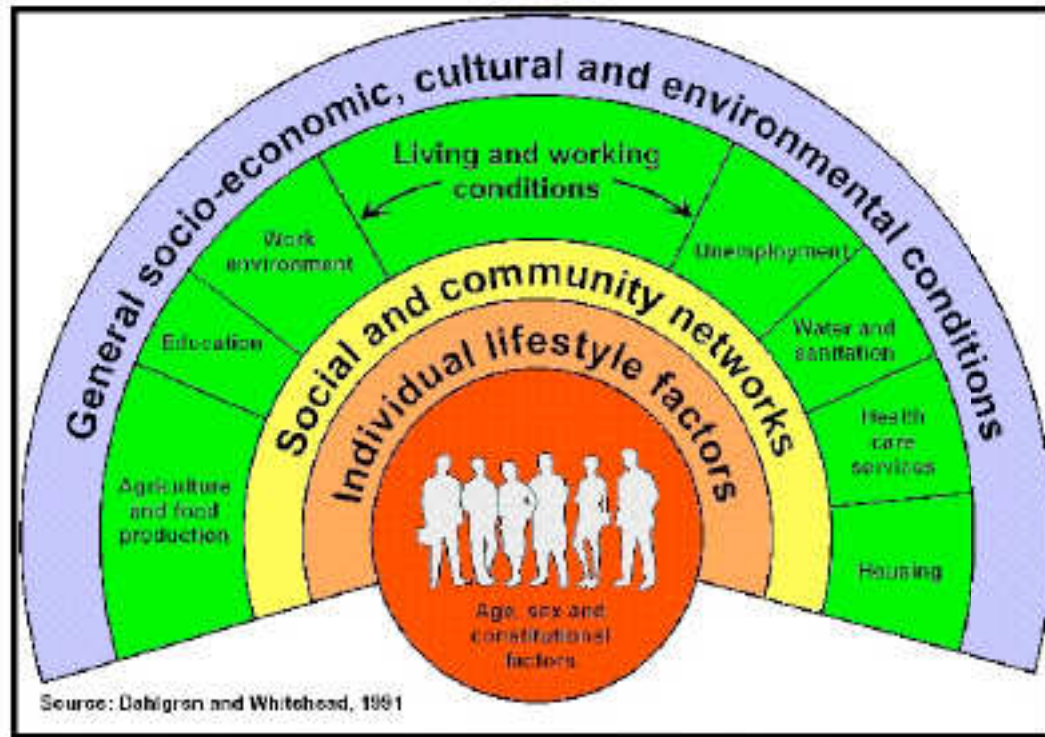 General socio-economic, cultural and environmental conditions
Living and working
conditions
Work
environment
Unemployment
Education
Water and
sanitation
Agriculture
and food
production
Health
care
services
Housing
Social and community networks
Individual lifestyle factors
Age, sex and
constitutional
factors
Source: Dahlgren and Whitehead, 1991